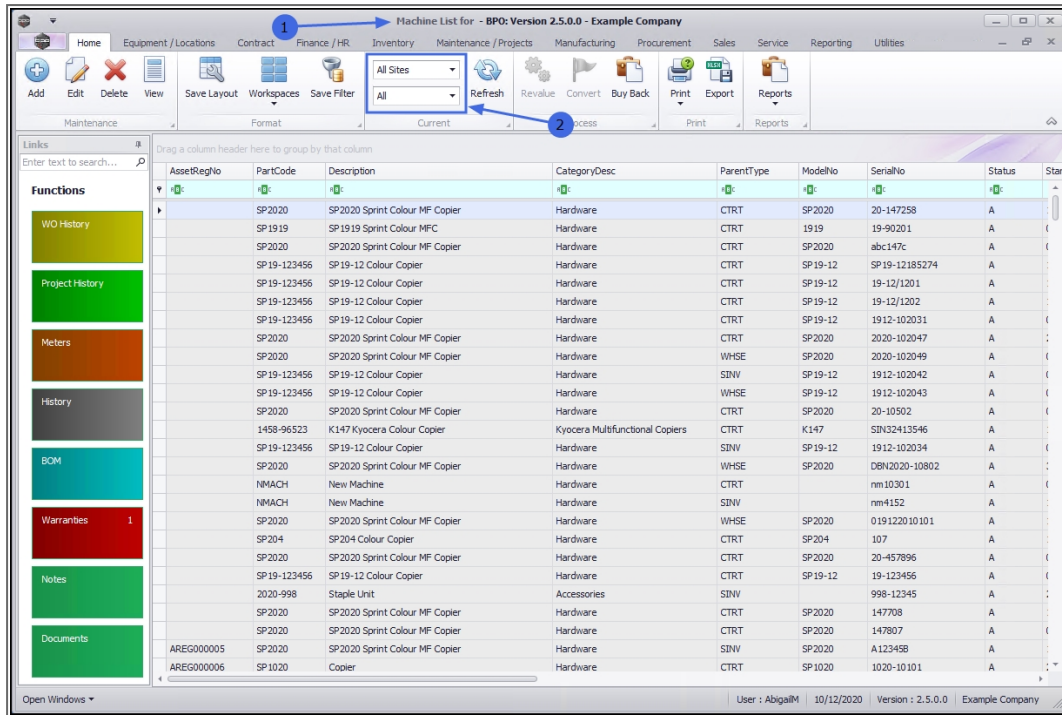 1
Machine List for - BPO: Version 2.5.0.0 - Example Company
Home Equipment / Locations Contract Finance / HR Inventory Maintenance / Projects Manufacturing Procurement Sales Service Reporting Utilities
All Sites
All
Add Edit Delete View Save Layout Workspaces Save Filter Refresh Revalue Convert Buy Back Print Export Reports
2
Maintenance Format Current Print Reports
Links
Enter text to search...
Drag a column header here to group by that column
Functions
WO History
Project History
Meters
History
BOM
Warranties 1
Notes
Documents
AssetRegNo PartCode Description CategoryDesc ParentType ModelNo SerialNo Status
SP2020 SP2020 Sprint Colour MF Copier Hardware CTRT SP2020 20-147258 A
SP1919 SP1919 Sprint Colour MFC Hardware CTRT 1919 19-90201 A
SP2020 SP2020 Sprint Colour MF Copier Hardware CTRT SP2020 abc147c A
SP19-123456 SP19-12 Colour Copier Hardware CTRT SP19-12 SP19-12185274 A
SP19-123456 SP19-12 Colour Copier Hardware CTRT SP19-12 19-12/1201 A
SP19-123456 SP19-12 Colour Copier Hardware CTRT SP19-12 19-12/1202 A
SP19-123456 SP19-12 Colour Copier Hardware CTRT SP19-12 1912-102031 A
SP2020 SP2020 Sprint Colour MF Copier Hardware CTRT SP2020 2020-102047 A
SP2020 SP2020 Sprint Colour MF Copier Hardware WHSE SP2020 2020-102049 A
SP19-123456 SP19-12 Colour Copier Hardware SINV SP19-12 1912-102042 A
SP19-123456 SP19-12 Colour Copier Hardware WHSE SP19-12 1912-102043 A
SP2020 SP2020 Sprint Colour MF Copier Hardware CTRT SP2020 20-10502 A
1458-96523 K147 Kyocera Colour Copier Kyocera Multifunctional Copiers CTRT K147 SIN32413546 A
SP19-123456 SP19-12 Colour Copier Hardware SINV SP19-12 1912-102034 A
SP2020 SP2020 Sprint Colour MF Copier Hardware WHSE SP2020 DBN2020-10802 A
NMACH New Machine Hardware CTRT nm10301 A
NMACH New Machine Hardware SINV nm4152 A
SP2020 SP2020 Sprint Colour MF Copier Hardware WHSE SP2020 019122010101 A
SP204 SP204 Colour Copier Hardware CTRT SP204 107 A
SP2020 SP2020 Sprint Colour MF Copier Hardware CTRT SP2020 20-457896 A
SP19-123456 SP19-12 Colour Copier Hardware CTRT SP19-12 19-123456 A
2020-998 Staple Unit Accessories SINV 998-12345 A
SP2020 SP2020 Sprint Colour MF Copier Hardware CTRT SP2020 147708 A
SP2020 SP2020 Sprint Colour MF Copier Hardware CTRT SP2020 147807 A
AREG000005 SP2020 SP2020 Sprint Colour MF Copier Hardware SINV SP2020 A12345B A
AREG000006 SP1020 Copier Hardware CTRT SP1020 1020-10101 A
Open Windows User : AbigailM 10/12/2020 Version : 2.5.0.0 Example Company